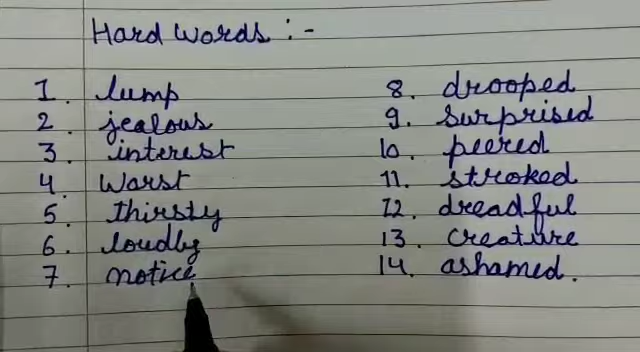 Hard words :-
1. lump
2. jealous
3. interest
4. Worst
5. thirsty
6. loudly
7. notice
8. drooped
9. surprised
10. peered
11. stroked
12. dreadful
13. creature
14. ashamed.